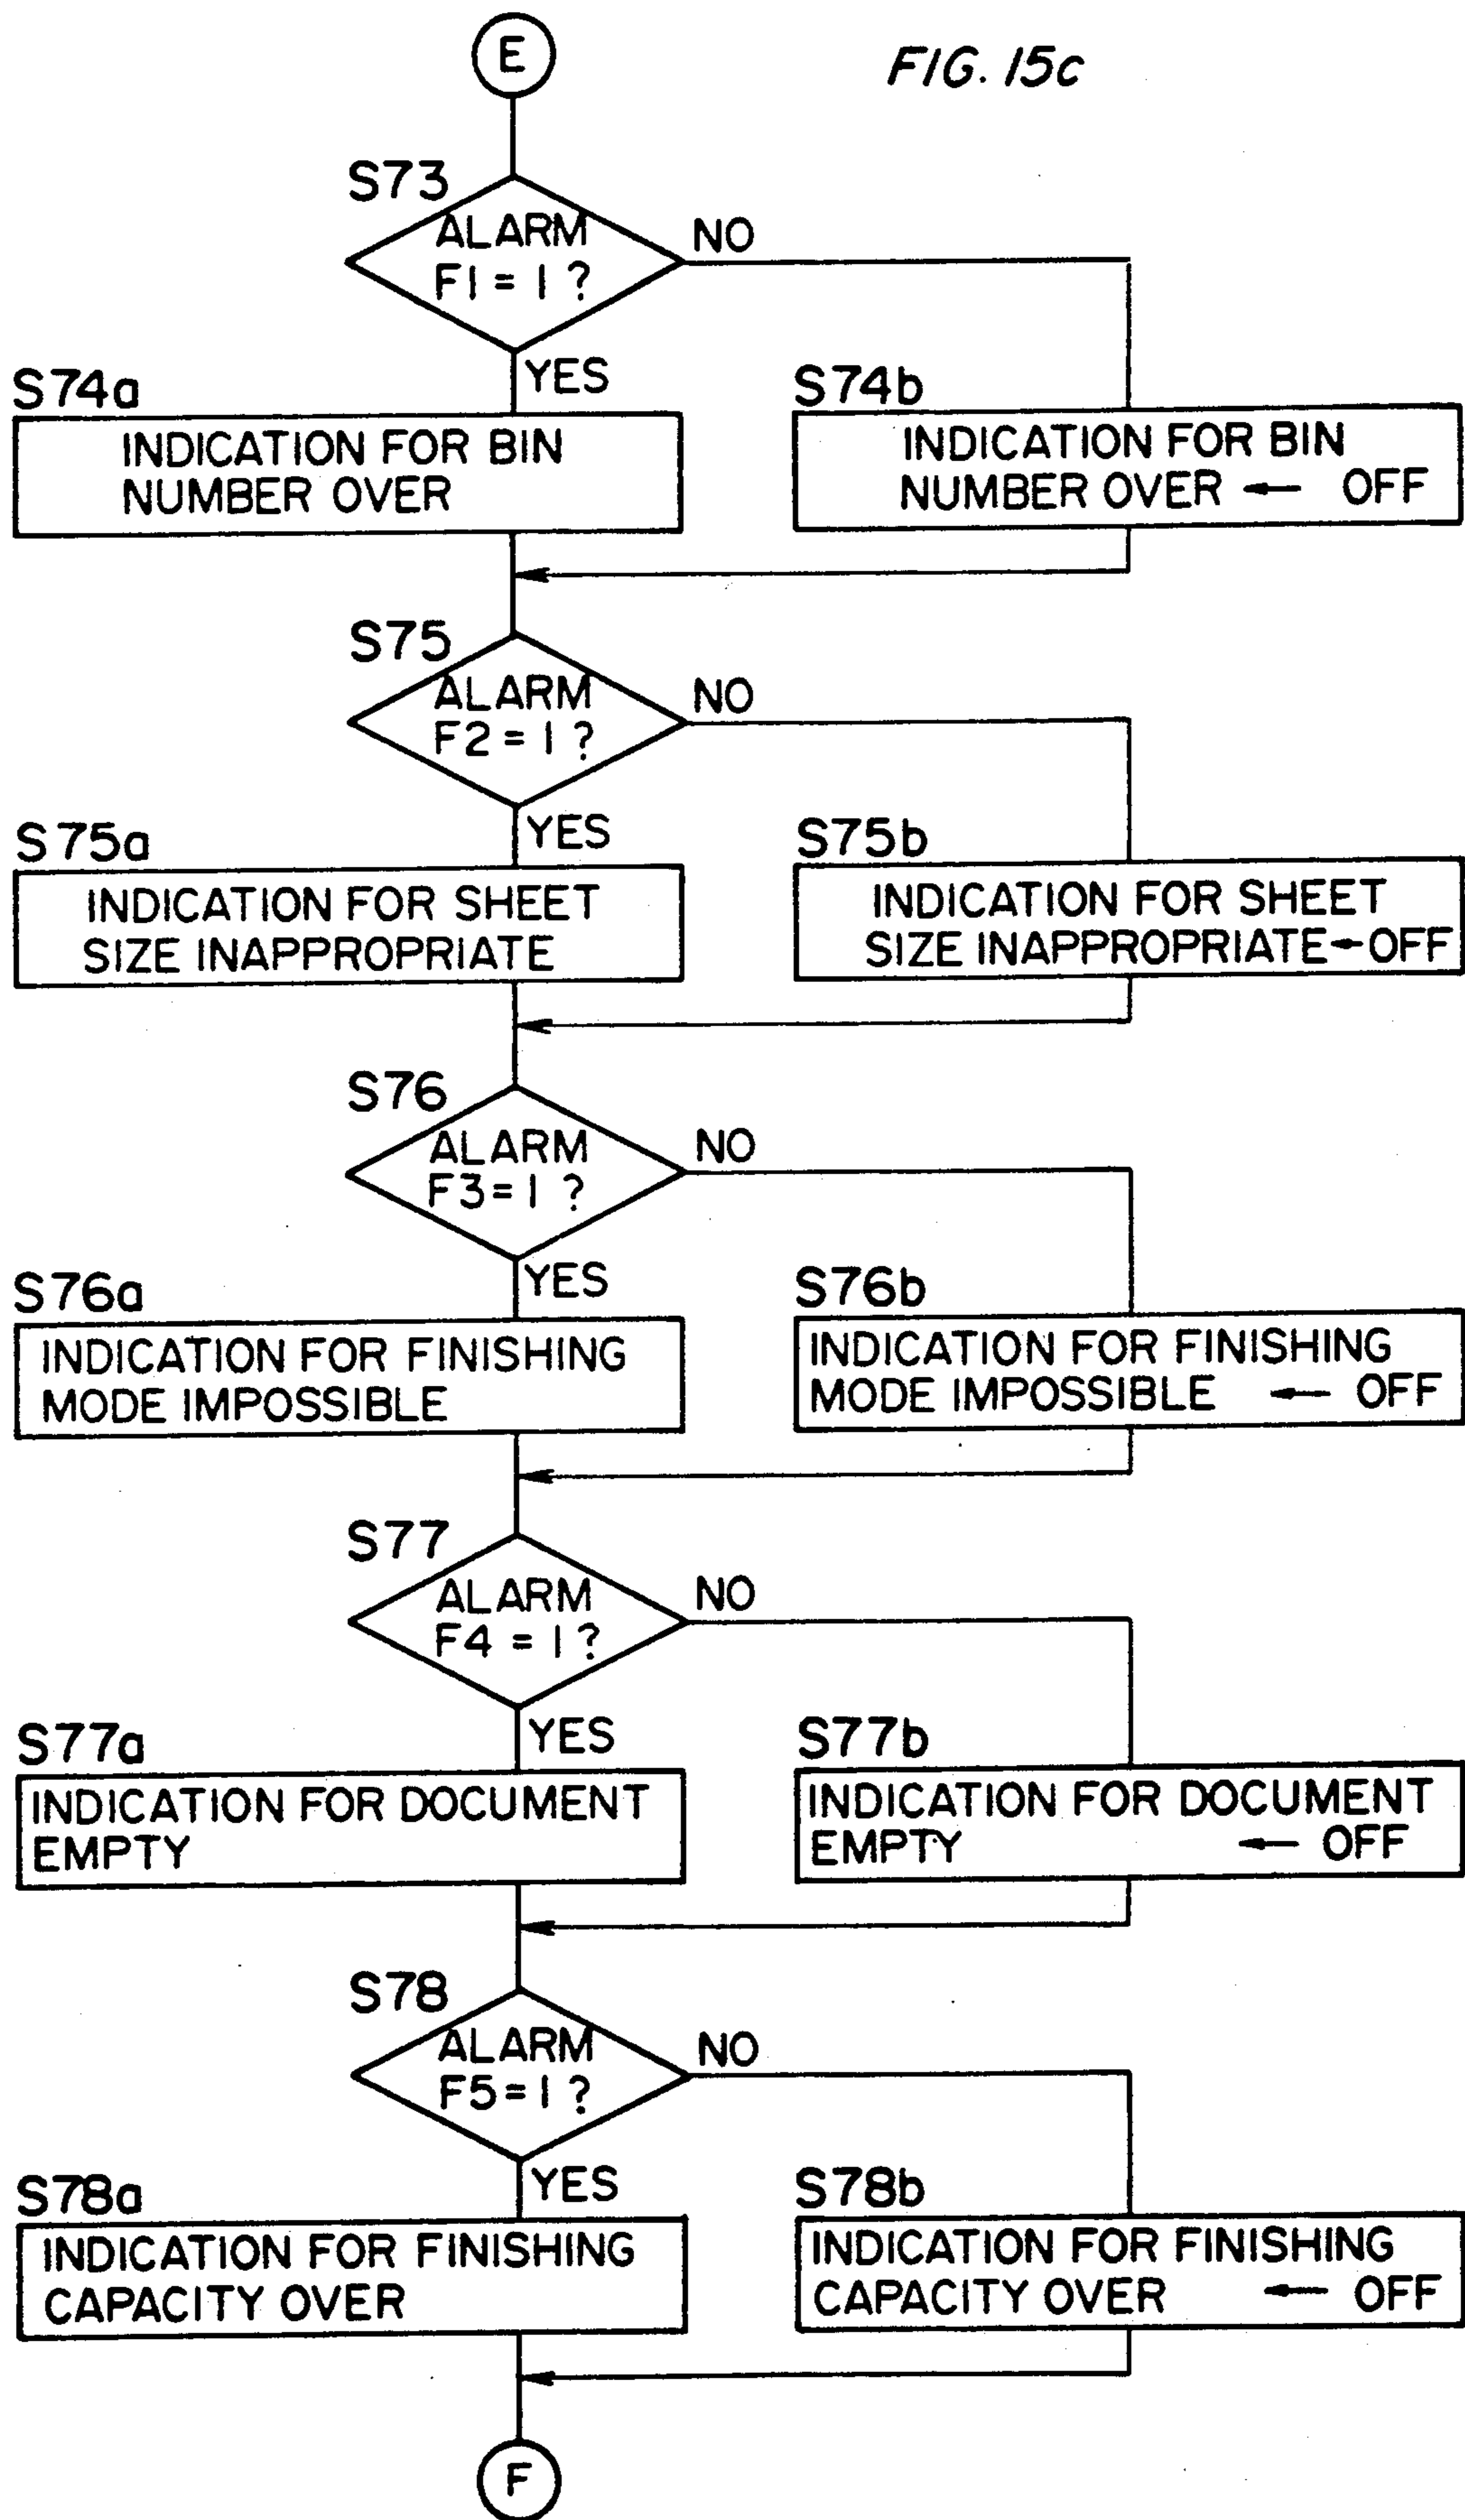 E
FIG. 15c
S73
ALARM
F1 = 1 ?
NO
YES
S74a
INDICATION FOR BIN
NUMBER OVER
S74b
INDICATION FOR BIN
NUMBER OVER ← OFF
S75
ALARM
F2 = 1 ?
NO
YES
S75a
INDICATION FOR SHEET
SIZE INAPPROPRIATE
S75b
INDICATION FOR SHEET
SIZE INAPPROPRIATE ← OFF
S76
ALARM
F3 = 1 ?
NO
YES
S76a
INDICATION FOR FINISHING
MODE IMPOSSIBLE
S76b
INDICATION FOR FINISHING
MODE IMPOSSIBLE ← OFF
S77
ALARM
F4 = 1 ?
NO
YES
S77a
INDICATION FOR DOCUMENT
EMPTY
S77b
INDICATION FOR DOCUMENT
EMPTY ← OFF
S78
ALARM
F5 = 1 ?
NO
YES
S78a
INDICATION FOR FINISHING
CAPACITY OVER
S78b
INDICATION FOR FINISHING
CAPACITY OVER ← OFF
F